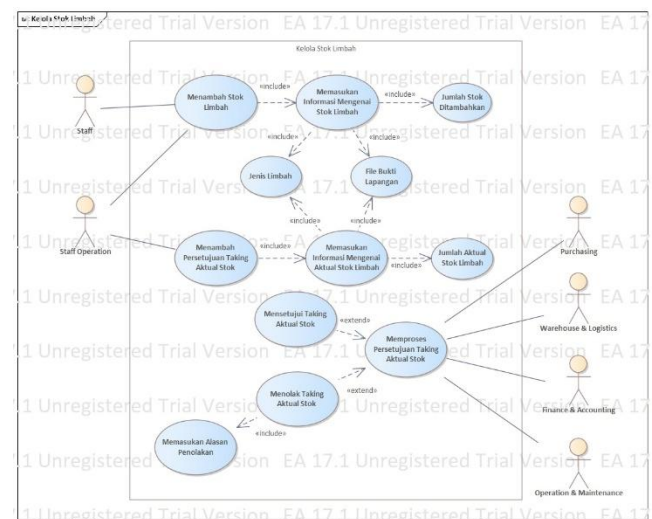 uc Kelola Stok Limbah
EA 17.1 Unregistered Trial Version EA 17
Kelola Stok Limbah
Menambah Stok
Limbah
«include»
Memasukan
Informasi Mengenai
Stok Limbah
«include»
Jumlah Stok
Ditambahkan
Staff
«include»
«include»
Jenis Limbah
File Bukti
Lapangan
Staff Operation
«include»
«include»
Menambah
Persetujuan Taking
Aktual Stok
«include»
Memasukan
Informasi Mengenai
Aktual Stok Limbah
«include»
Jumlah Aktual
Stok Limbah
Purchasing
Mensetujui Taking
Aktual Stok
«extend»
Memproses
Persetujuan Taking
Aktual Stok
Warehouse & Logistics
Menolak Taking
Aktual Stok
«extend»
Finance & Accounting
«include»
Memasukan Alasan
Penolakan
Operation & Maintenance